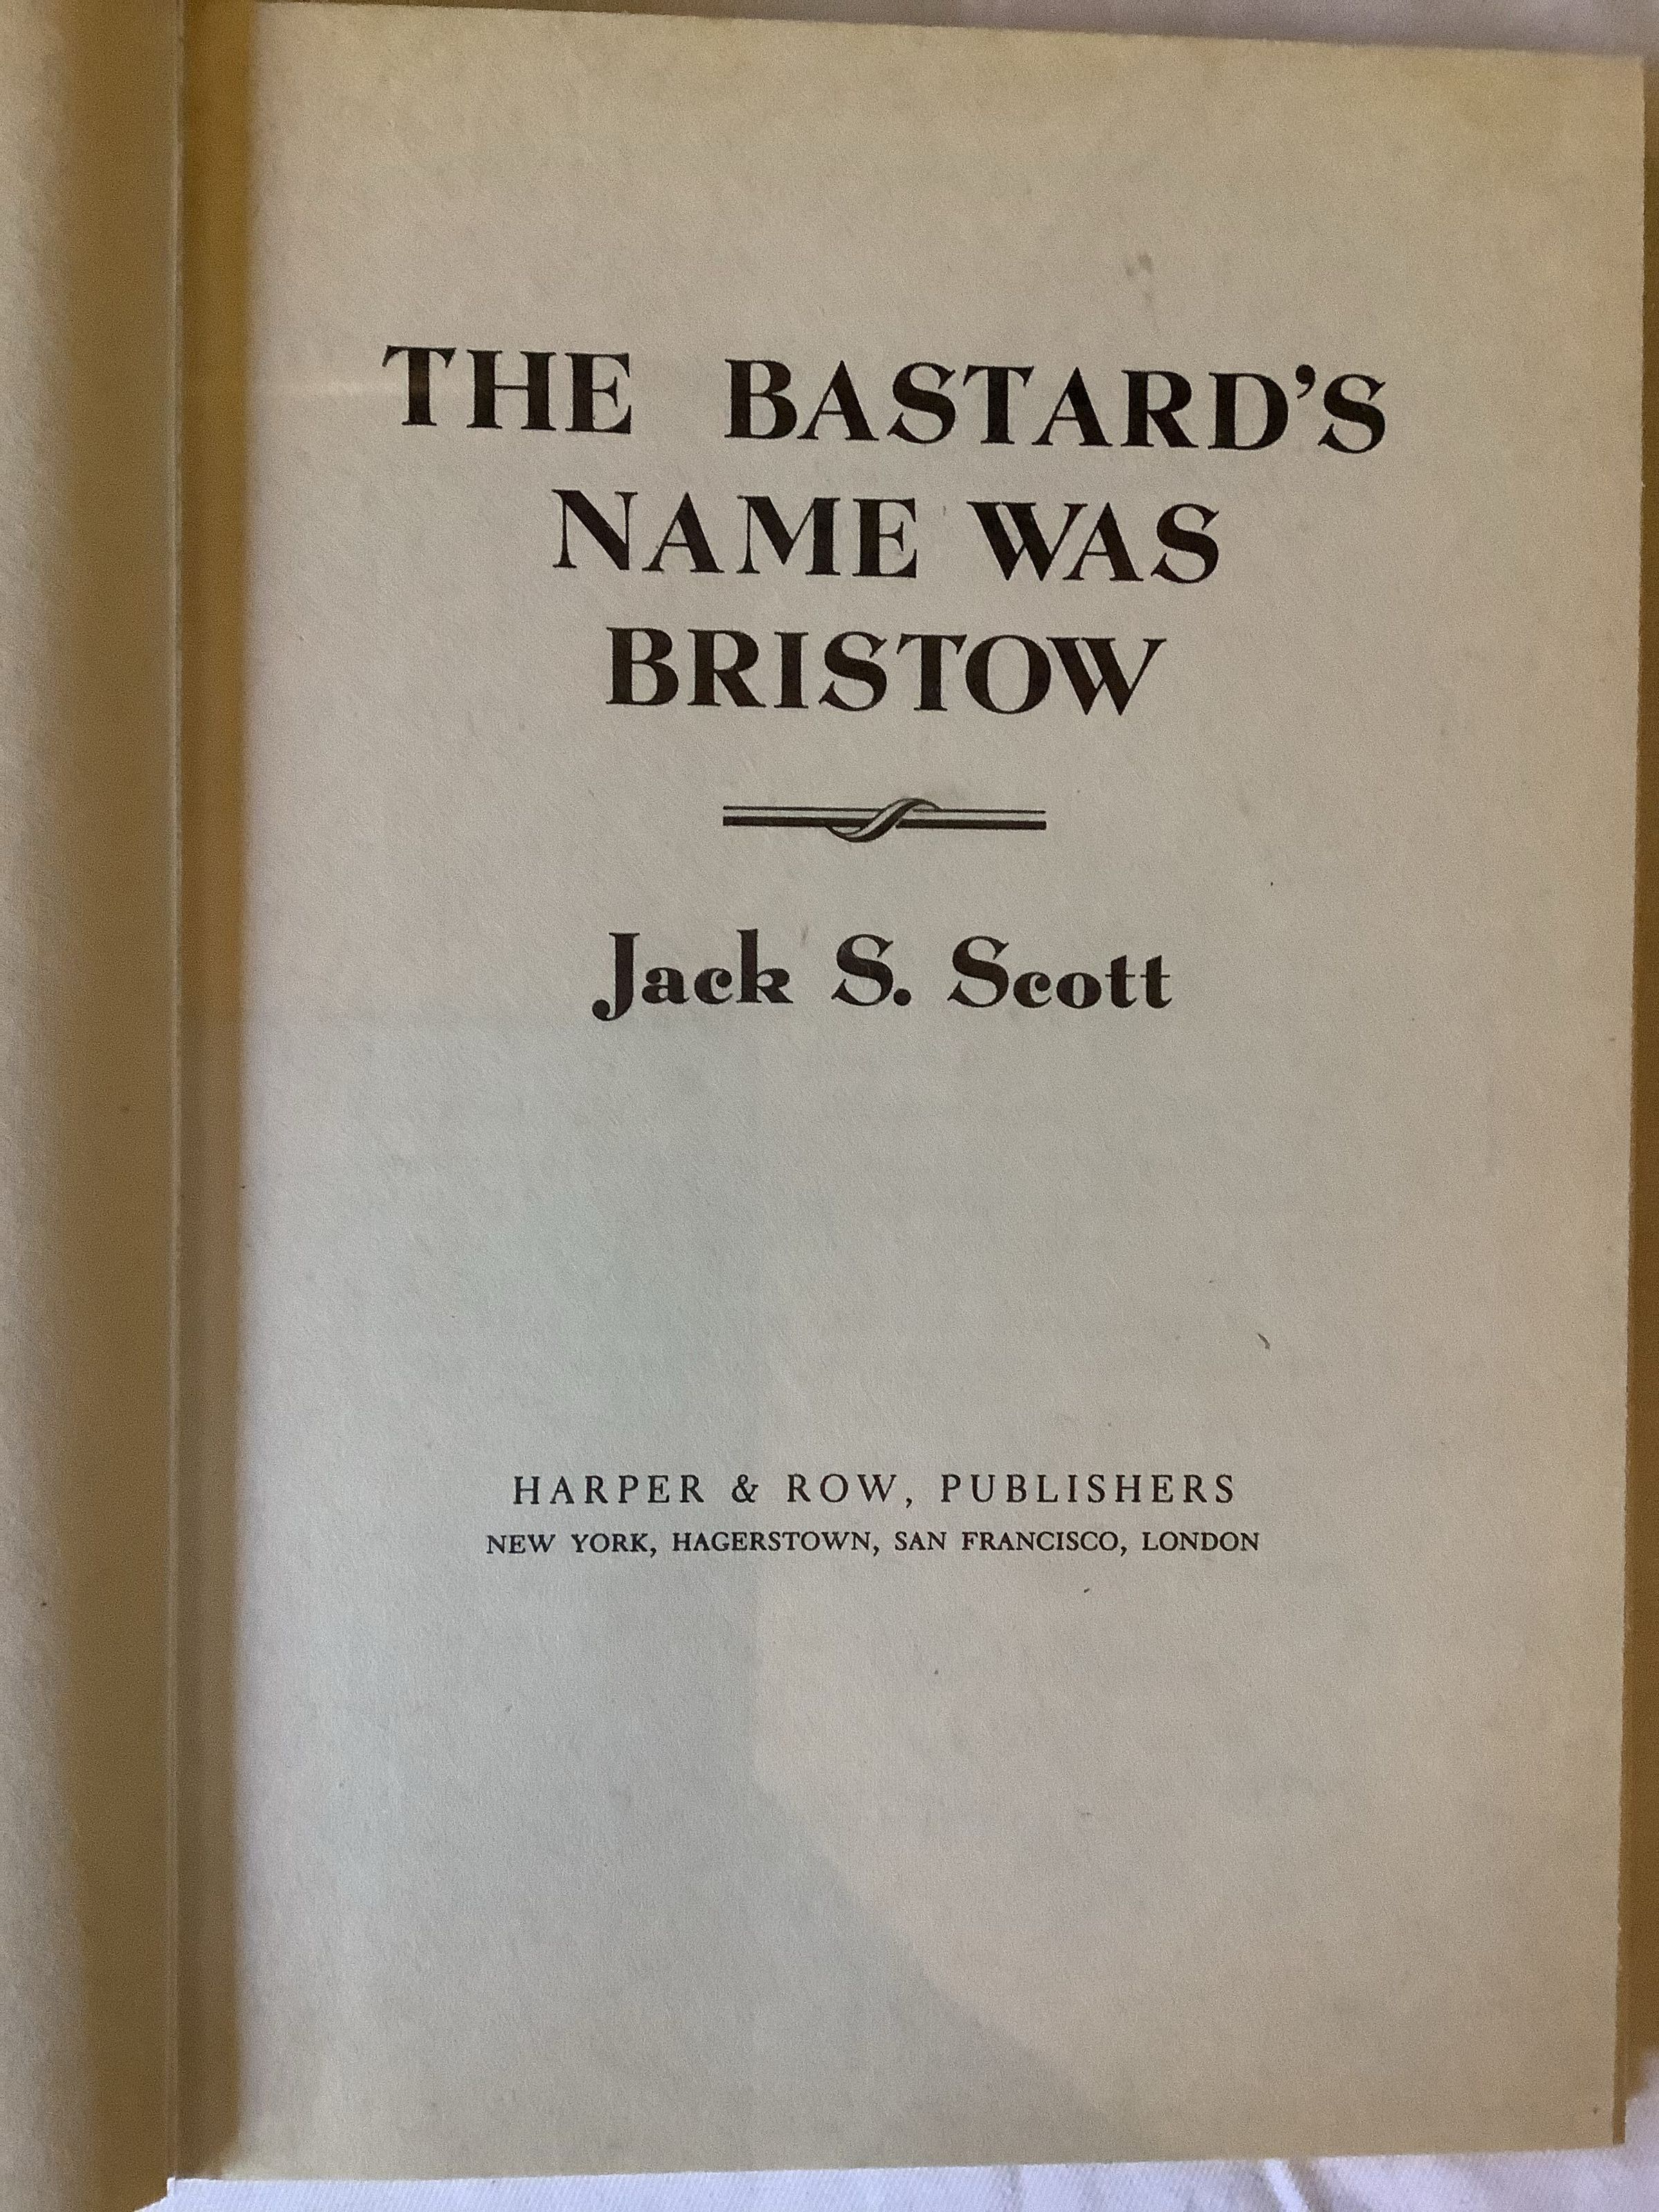 THE BASTARD'S
NAME WAS
BRISTOW
Jack S. Scott
HARPER & ROW, PUBLISHERS
NEW YORK, HAGERSTOWN, SAN FRANCISCO, LONDON